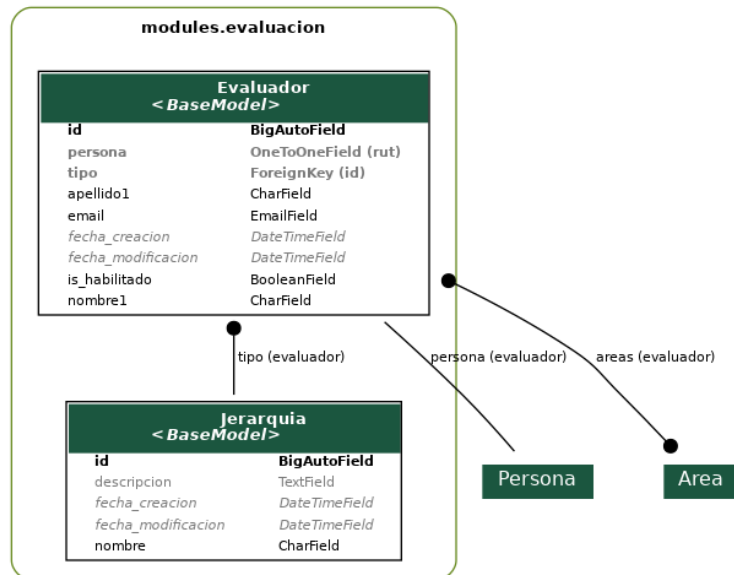 modules.evaluacion
Evaluador
<BaseModel>
id BigAutoField
persona OneToOneField (rut)
tipo ForeignKey (id)
apellido1 CharField
email EmailField
fecha_creacion DateTimeField
fecha_modificacion DateTimeField
is_habilitado BooleanField
nombre1 CharField
tipo (evaluador) persona (evaluador) areas (evaluador)
Jerarquia
<BaseModel>
id BigAutoField
descripcion TextField
fecha_creacion DateTimeField
fecha_modificacion DateTimeField
nombre CharField
Persona
Area